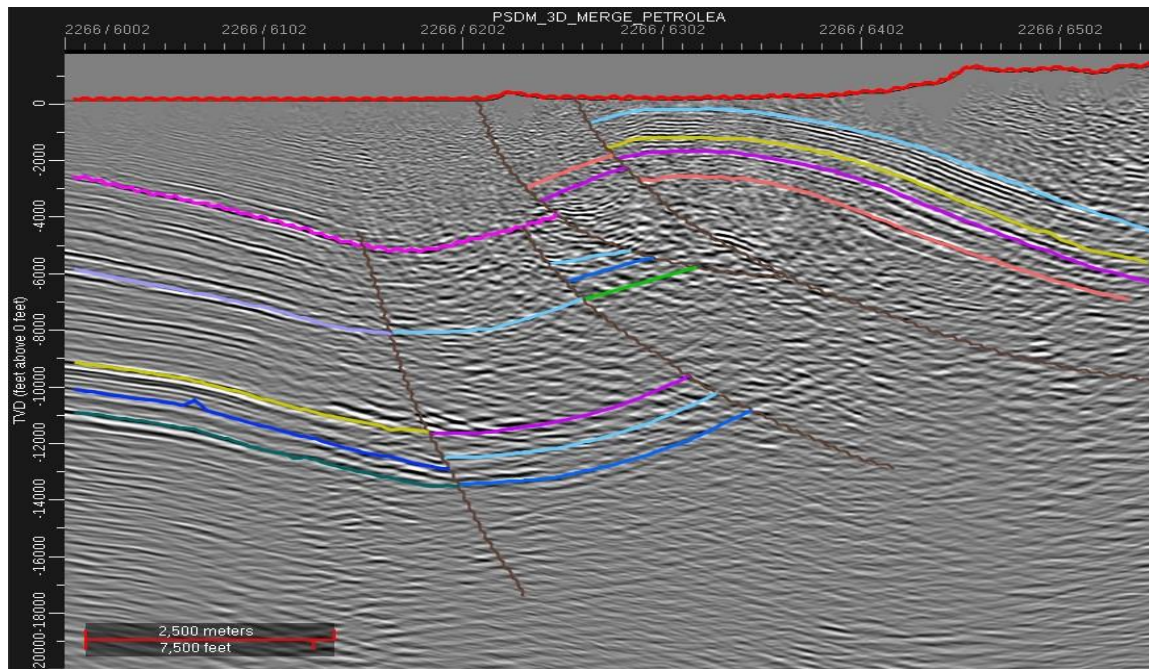 PSDM_3D_MERGE_PETROLEA
2266 / 6002 2266 / 6102 2266 / 6202 2266 / 6302 2266 / 6402 2266 / 6502
TVD (feet above 0 feet)
0
-2000
-4000
-6000
-8000
-10000
-12000
-14000
-16000
-18000
-20000
2,500 meters
7,500 feet